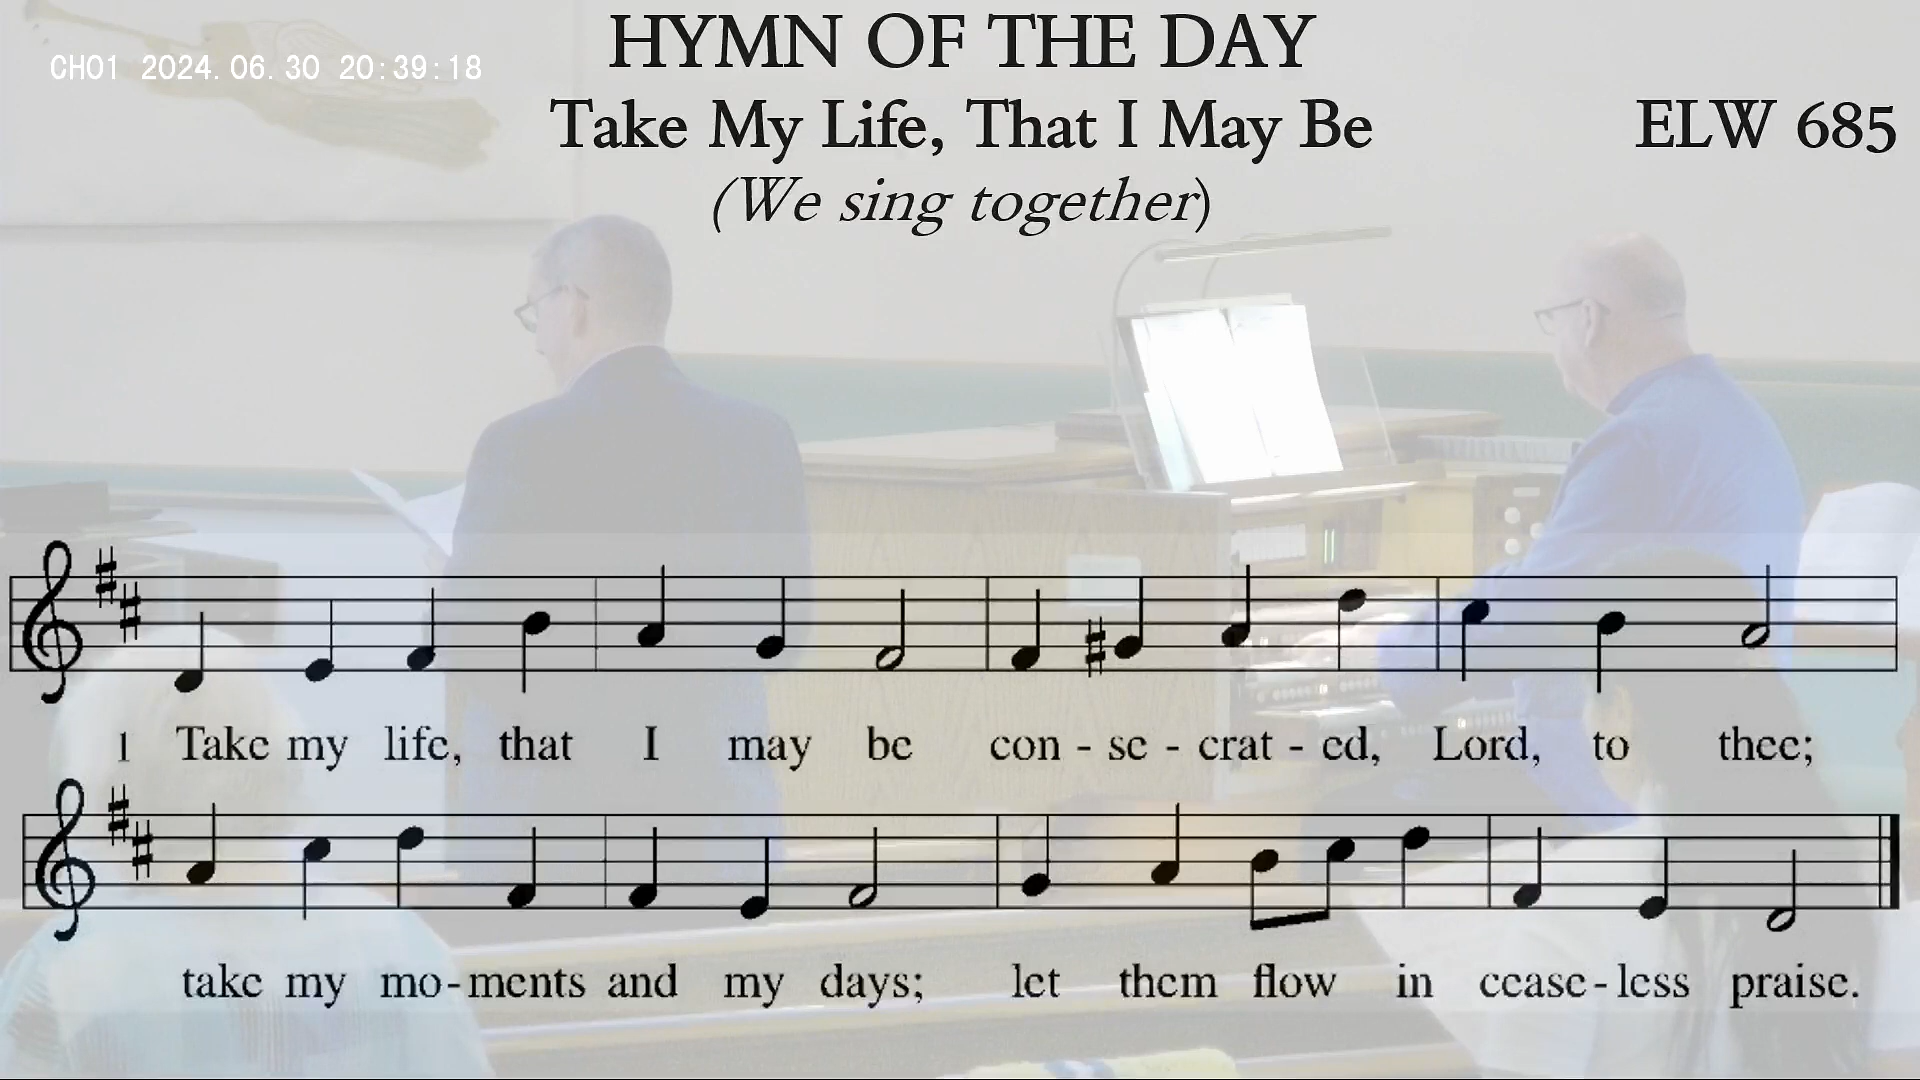 HYMN OF THE DAY
CH01 2024.06.30 20:39:18
Take My Life, That I May Be ELW 685
(We sing together)
1 Take my life, that I may be con - se - crat - ed, Lord, to thee;
take my mo - ments and my days; let them flow in cease - less praise.